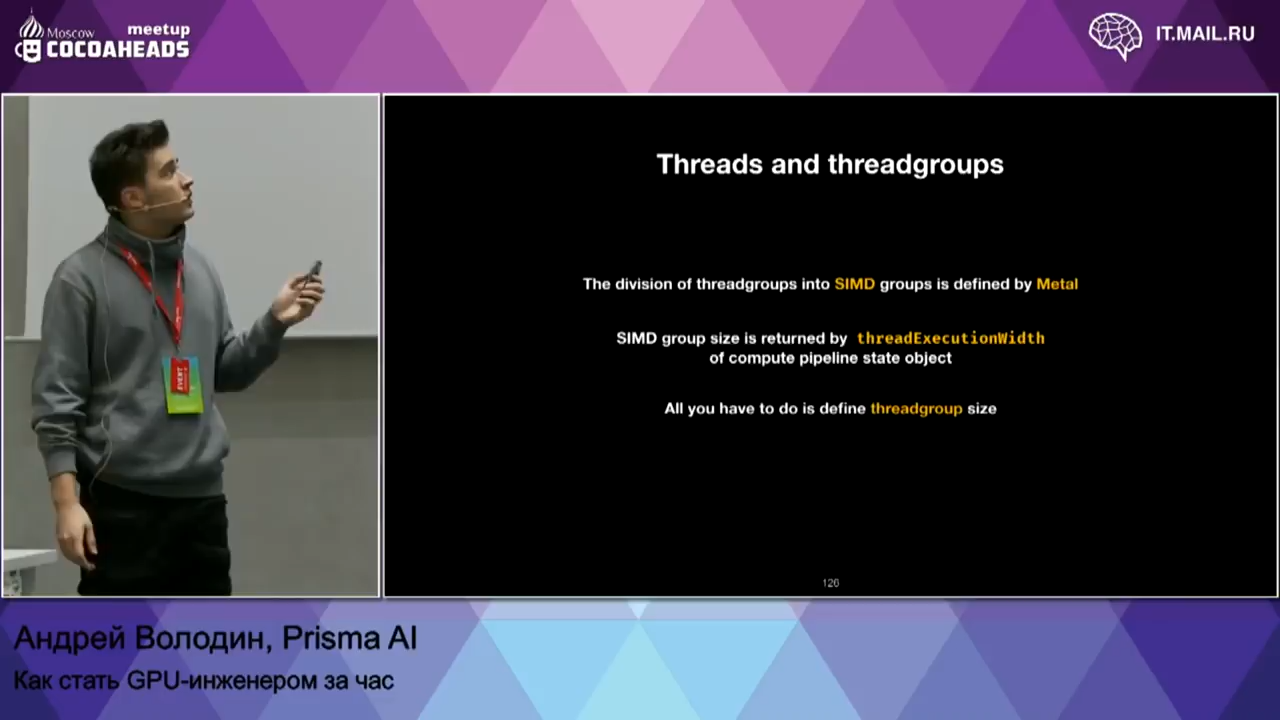 Moscow
meetup
COCOAHEADS
IT.MAIL.RU
Threads and threadgroups
The division of threadgroups into SIMD groups is defined by Metal
SIMD group size is returned by threadExecutionWidth
of compute pipeline state object
All you have to do is define threadgroup size
126
EVENT
Андрей Володин, Prisma AI
Как стать GPU-инженером за час